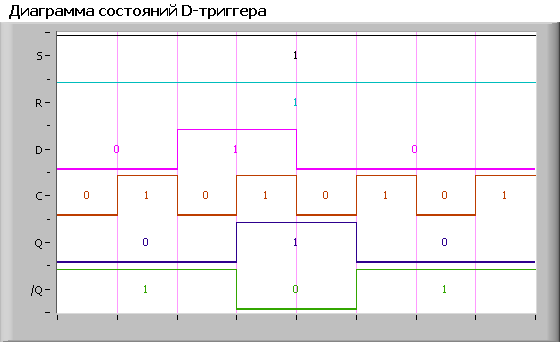 Диаграмма состояний D-триггера
S 1
R 1
D 0 1 0
C 0 1 0 1 0 1 0 1
Q 0 1 0
/Q 1 0 1